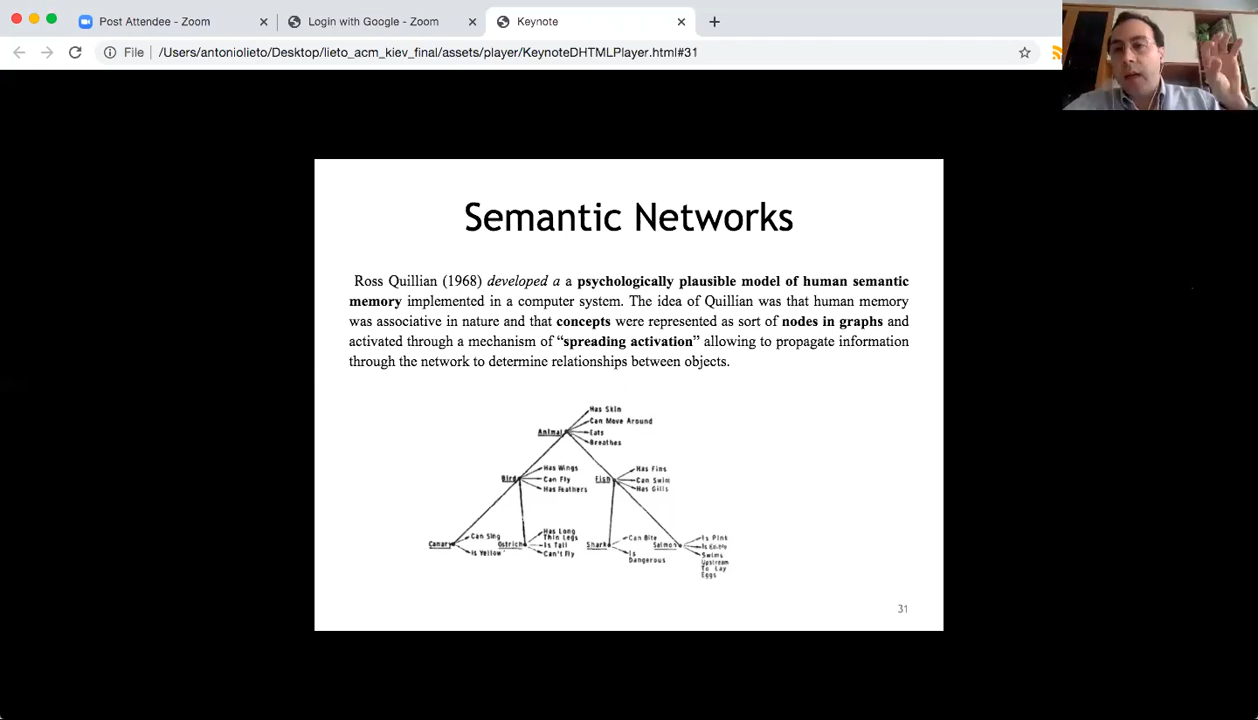 Post Attendee - Zoom
Login with Google - Zoom
Keynote
File
/Users/antoniolieto/Desktop/lieto_acm_kiev_final/assets/player/KeynoteDHTMLPlayer.html#31
Semantic Networks
Ross Quillian (1968) developed a a psychologically plausible model of human semantic
memory implemented in a computer system. The idea of Quillian was that human memory
was associative in nature and that concepts were represented as sort of nodes in graphs and
activated through a mechanism of “spreading activation” allowing to propagate information
through the network to determine relationships between objects.
Has Skin
Can Move Around
Animal
Eats
Breathes
Has Wings
Bird
Can Fly
Has Feathers
Has Fins
Fish
Can Swim
Has Gills
Canary
Can Sing
Is Yellow
Ostrich
Has Long
Thin Legs
Is Tall
Can't Fly
Shark
Can Bite
Is
Dangerous
Salmon
Is Pink
Is Edible
Swims
Upstream
To Lay
Eggs
31